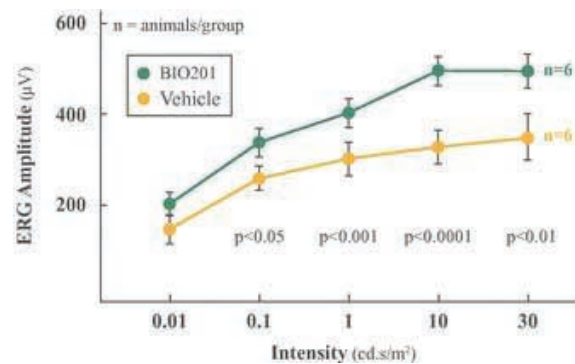 600
n = animals/group
BIO201
Vehicle
n=6
400
n=6
200
p<0.05 p<0.001 p<0.0001 p<0.01
ERG Amplitude (μV)
0.01 0.1 1 10 30
Intensity (cd.s/m²)